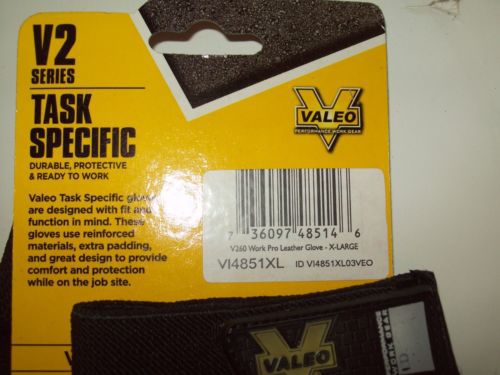 V2
SERIES
TASK
SPECIFIC
DURABLE, PROTECTIVE
& READY TO WORK
Valeo Task Specific glov
are designed with fit and
function in mind. These
gloves use reinforced
materials, extra padding,
and great design to provide
comfort and protection
while on the job site.
VALEO
PERFORMANCE WORK GEAR
7 36097 48514 6
V260 Work Pro Leather Glove - X-LARGE
VI4851XL ID VI4851XL03VEO
VALEO
WORK GEAR